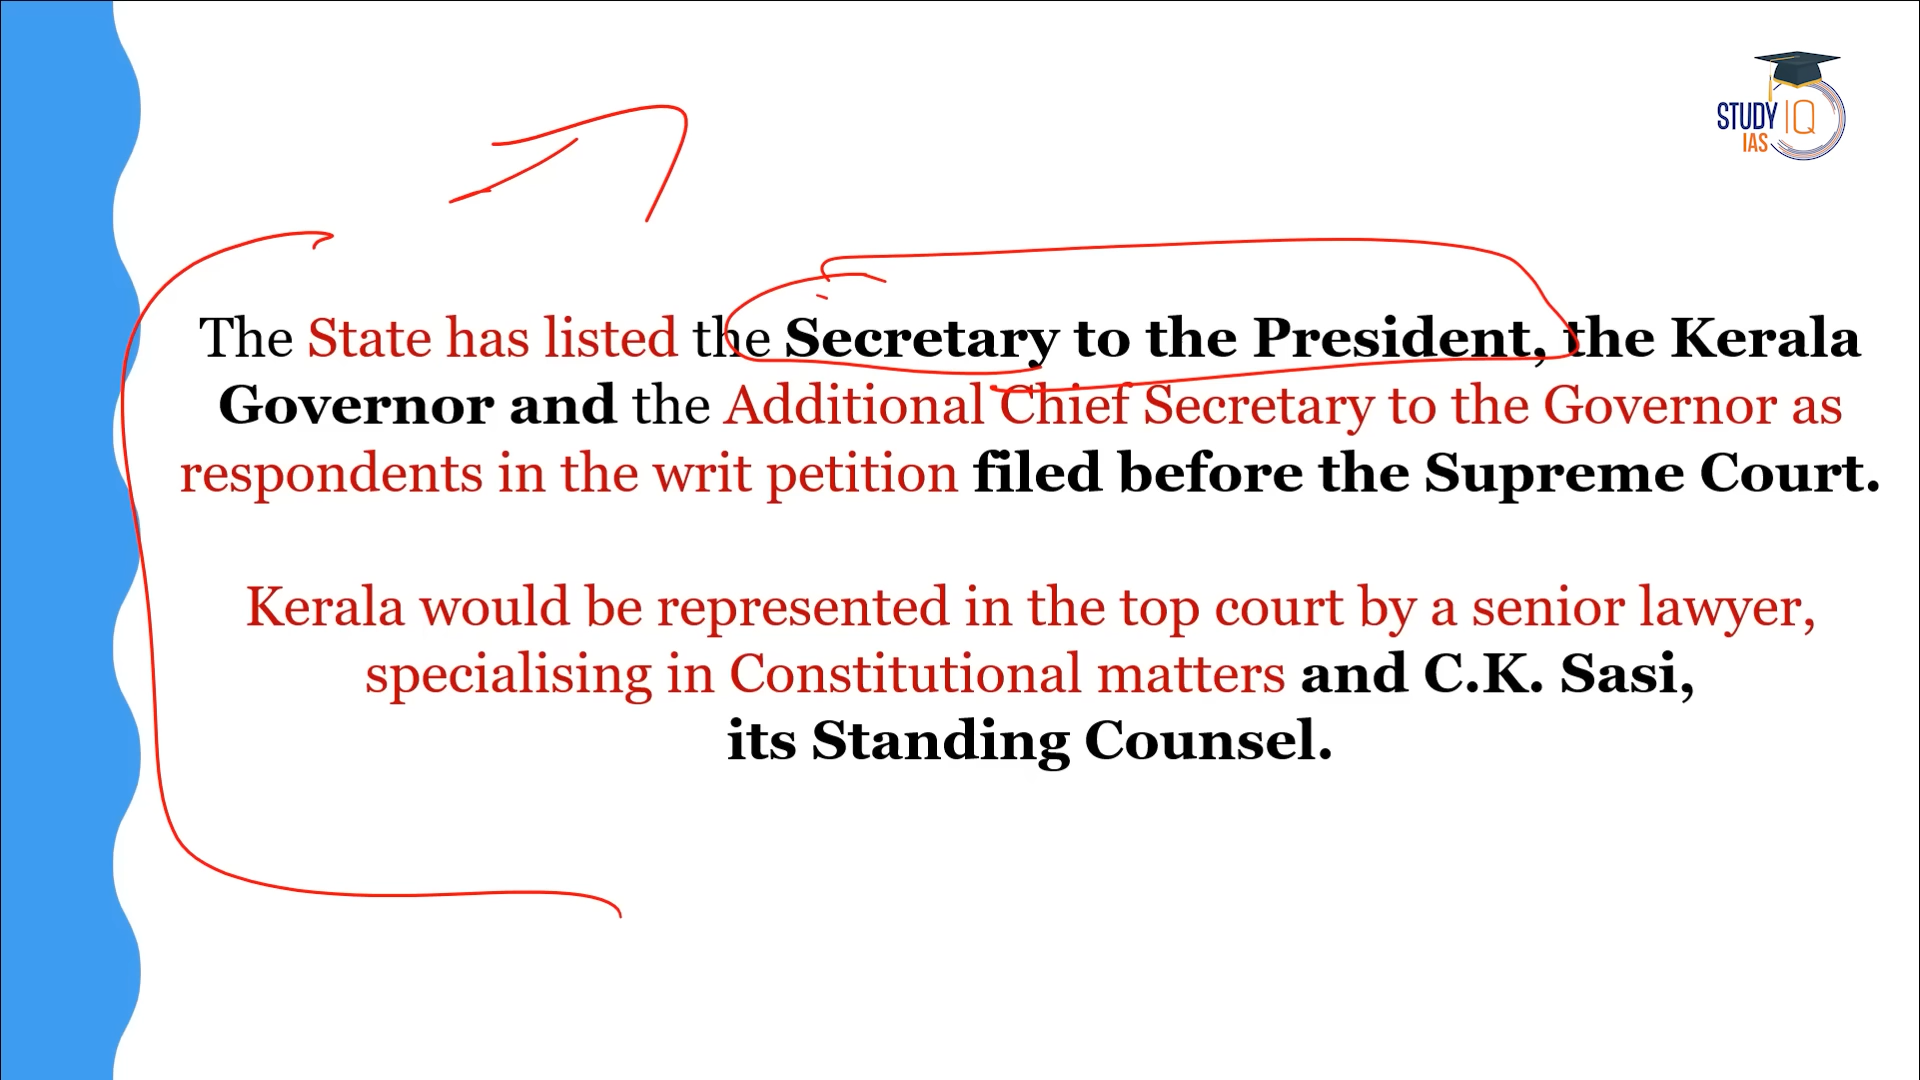 STUDY IQ
IAS
The State has listed the Secretary to the President, the Kerala
Governor and the Additional Chief Secretary to the Governor as
respondents in the writ petition filed before the Supreme Court.
Kerala would be represented in the top court by a senior lawyer,
specialising in Constitutional matters and C.K. Sasi,
its Standing Counsel.